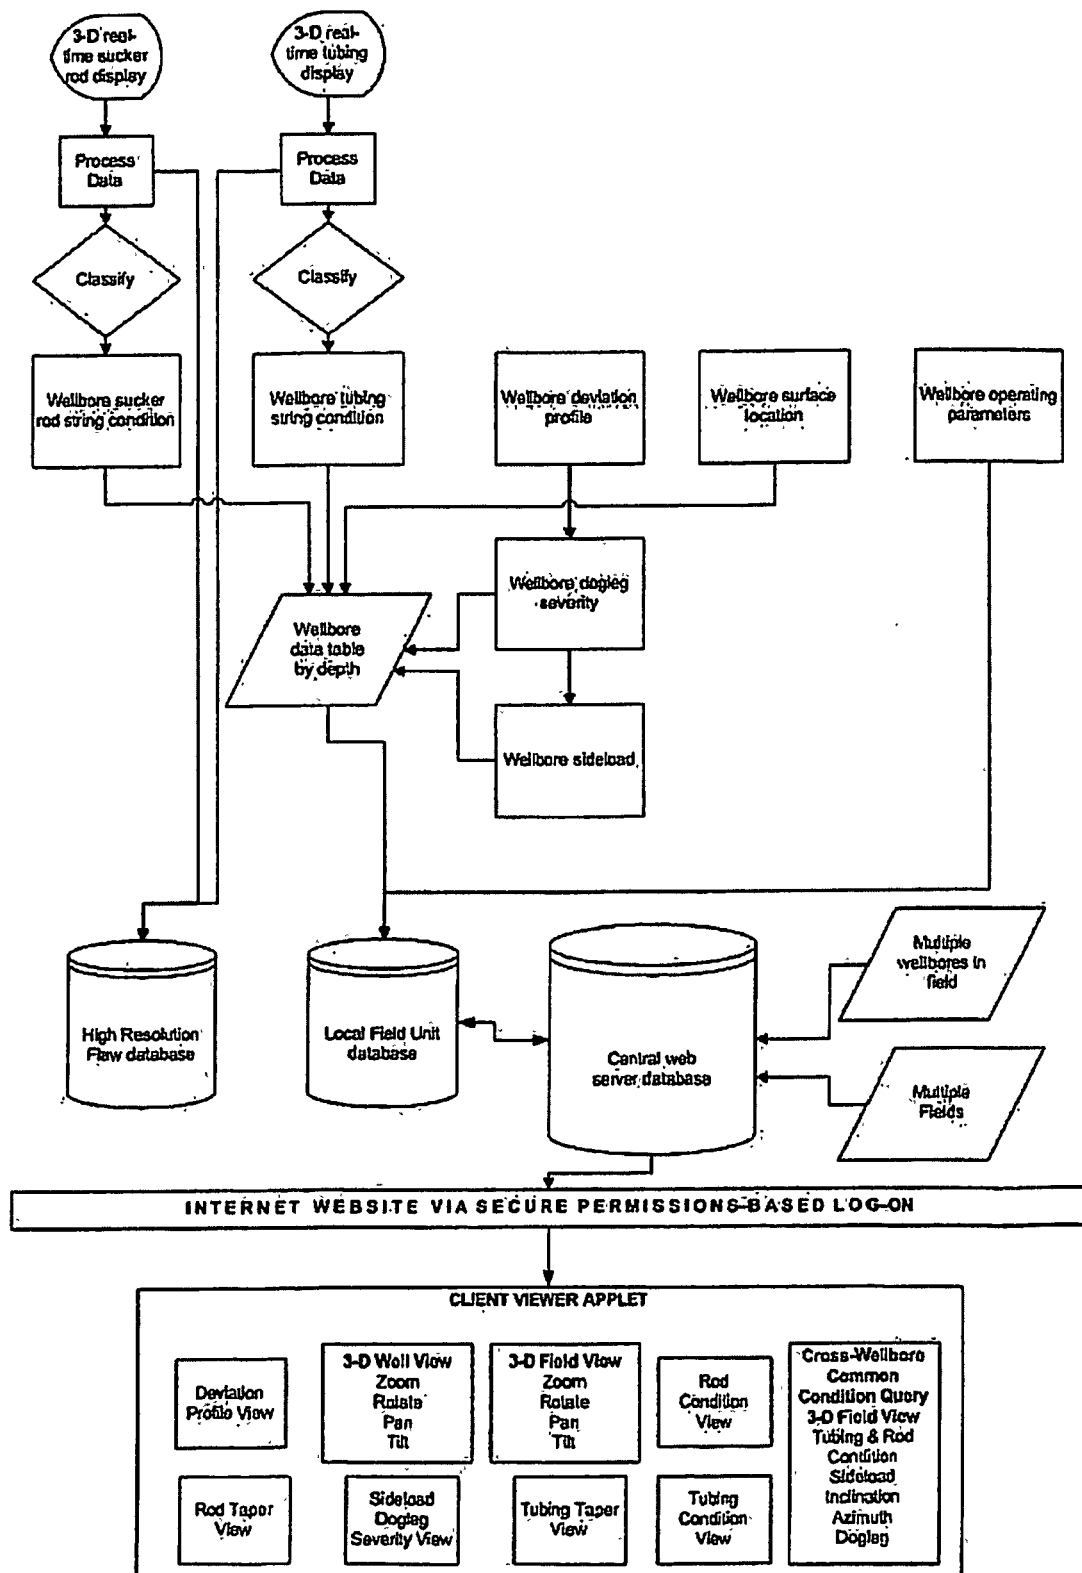 3-D real-
time sucker
rod display
3-D real-
time tubing
display
Process
Data
Process
Data
Classify
Classify
Wellbore sucker
rod string condition
Wellbore tubing
string condition
Wellbore deviation
profile
Wellbore surface
location
Wellbore operating
parameters
Wellbore dogleg
severity
Wellbore
data table
by depth
Wellbore sideload
High Resolution
Flaw database
Local Field Unit
database
Central web
server database
Multiple
wellbores in
field
Multiple
Fields
INTERNET WEBSITE VIA SECURE PERMISSIONS-BASED LOG-ON
CLIENT VIEWER APPLET
Deviation
Profile View
3-D Well View
Zoom
Rotate
Pan
Tilt
3-D Field View
Zoom
Rotate
Pan
Tilt
Rod
Condition
View
Cross-Wellbore
Common
Condition Query
3-D Field View
Tubing & Rod
Condition
Sideload
Inclination
Azimuth
Dogleg
Rod Taper
View
Sideload
Dogleg
Severity View
Tubing Taper
View
Tubing
Condition
View